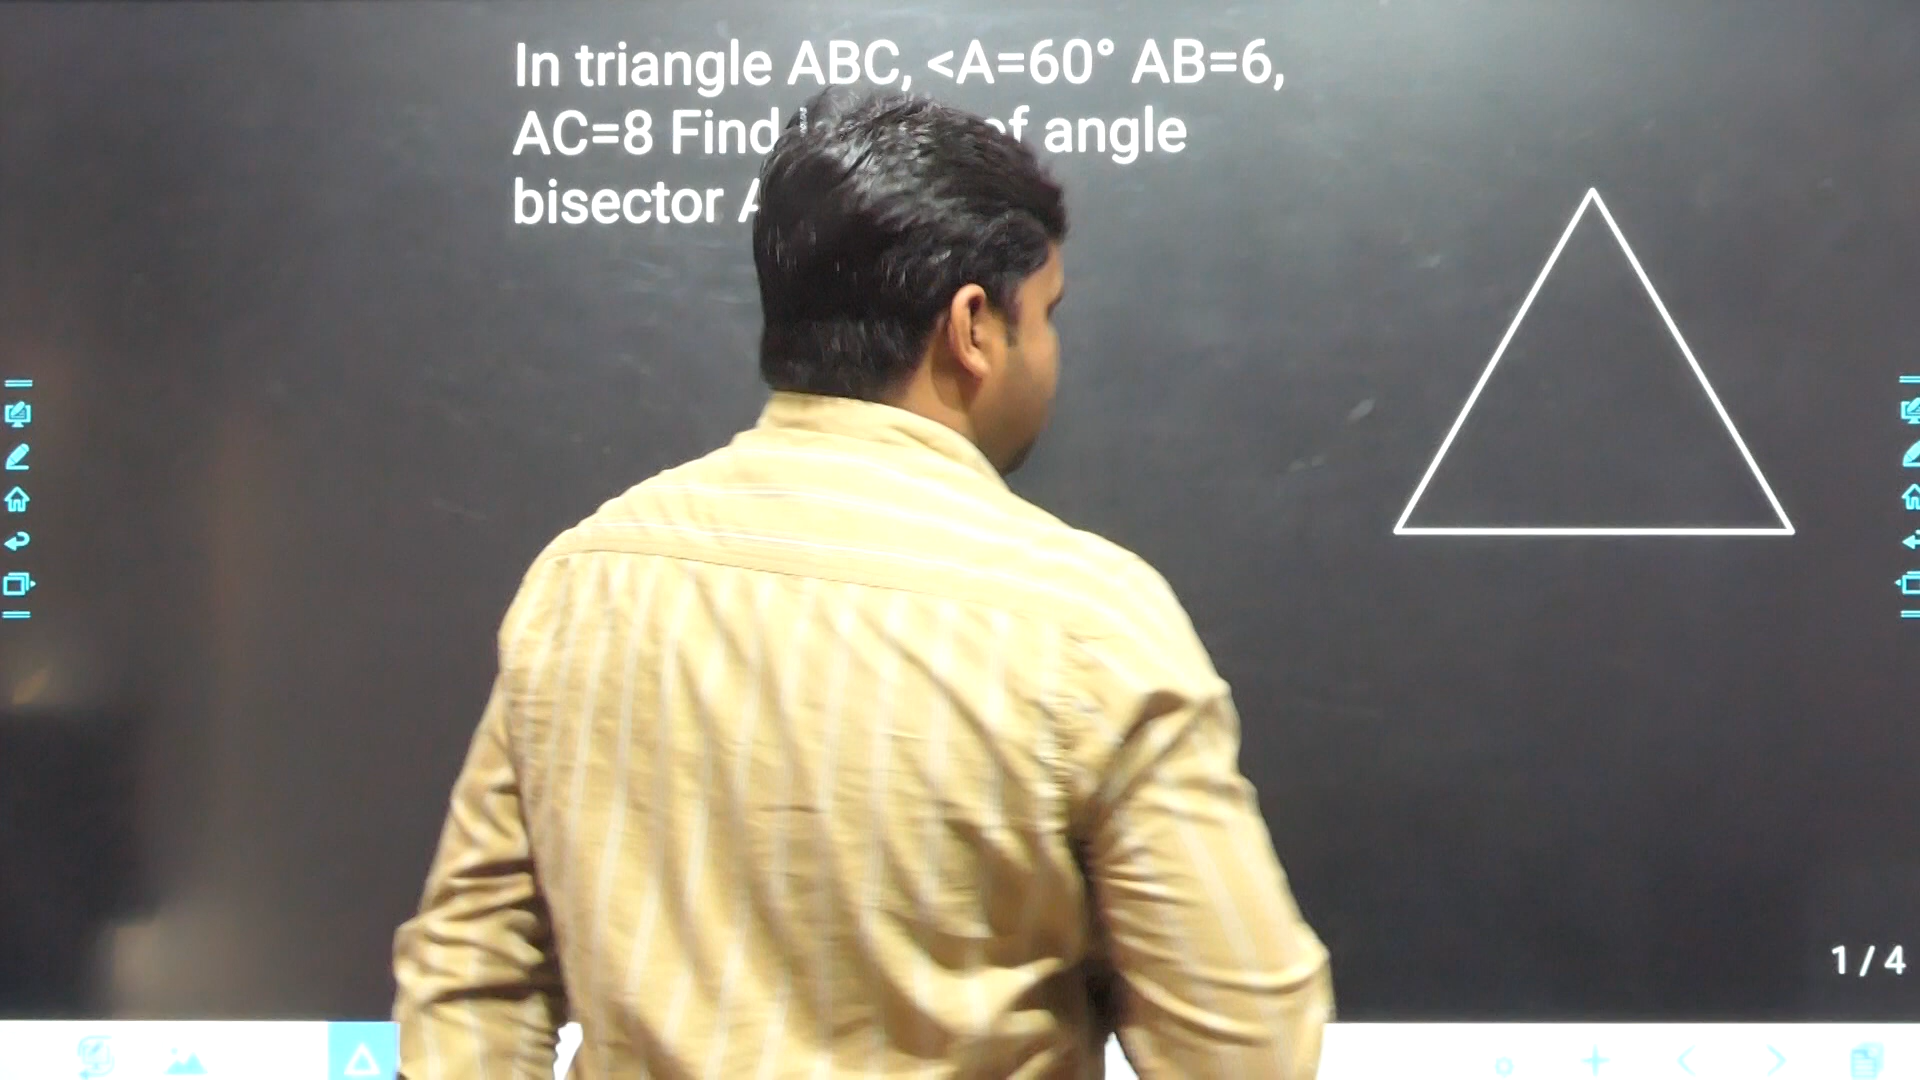 In triangle ABC, <A=60° AB=6,
AC=8 Find of angle
bisector
1 / 4